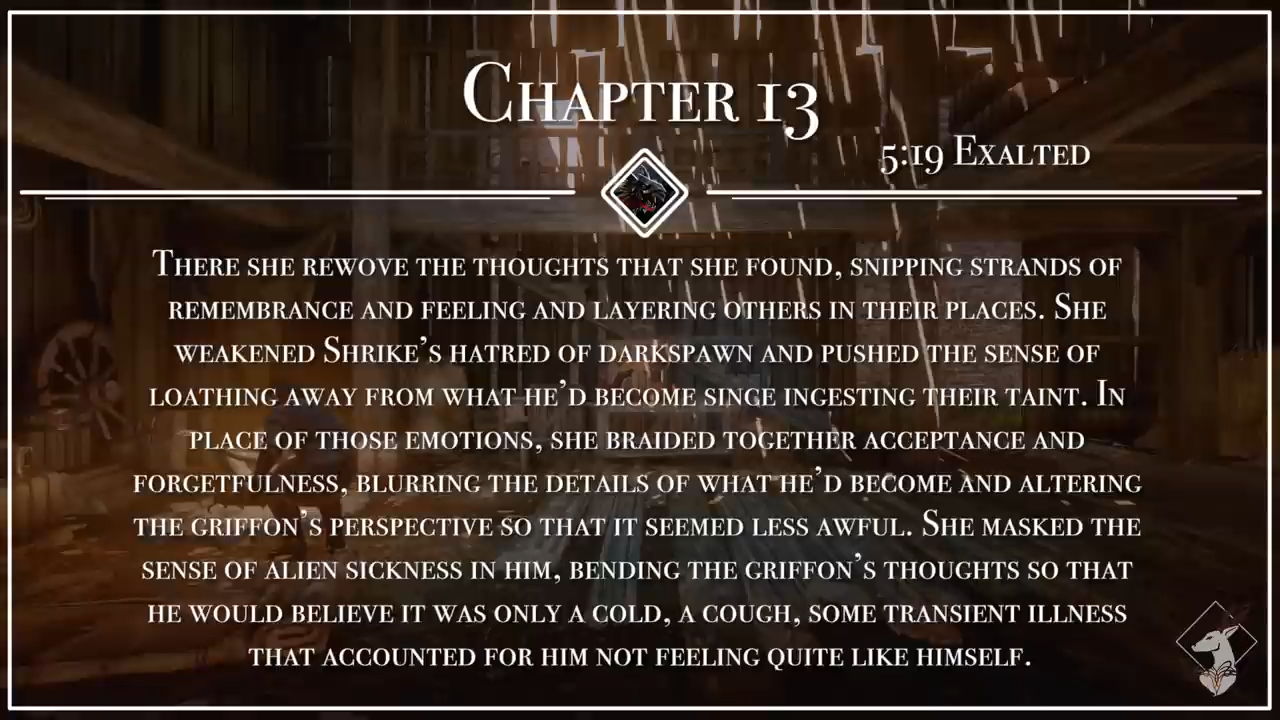 Chapter 13
5:19 Exalted
There she rewove the thoughts that she found, snipping strands of
remembrance and feeling and layering others in their places. She
weakened Shrike's hatred of darkspawn and pushed the sense of
loathing away from what he'd become since ingesting their taint. In
place of those emotions, she braided together acceptance and
forgetfulness, blurring the details of what he'd become and altering
the griffon's perspective so that it seemed less awful. She masked the
sense of alien sickness in him, bending the griffon's thoughts so that
he would believe it was only a cold, a cough, some transient illness
that accounted for him not feeling quite like himself.